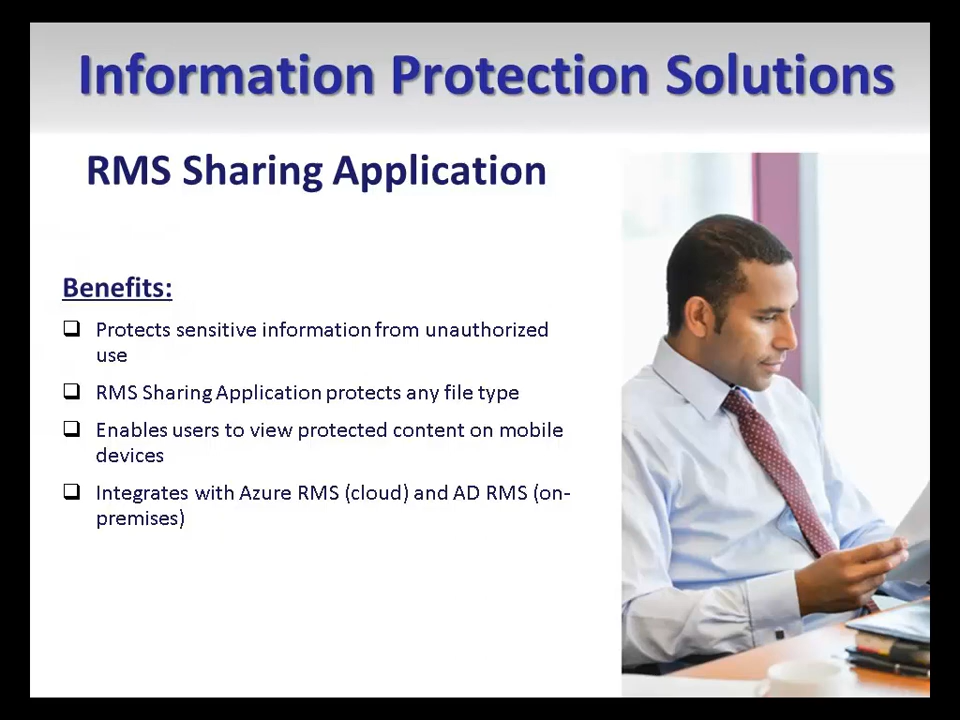 Information Protection Solutions
RMS Sharing Application
Benefits:
Protects sensitive information from unauthorized
use
RMS Sharing Application protects any file type
Enables users to view protected content on mobile
devices
Integrates with Azure RMS (cloud) and AD RMS (on-
premises)